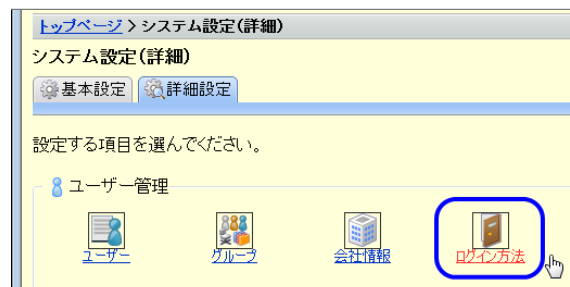 トップページ > システム設定(詳細)
システム設定(詳細)
基本設定 詳細設定
設定する項目を選んでください。
ユーザー管理
ユーザー グループ 会社情報 ログイン方法